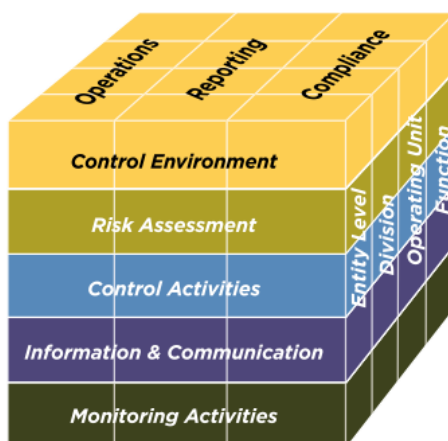 Operations
Reporting
Compliance
Control Environment
Risk Assessment
Control Activities
Information & Communication
Monitoring Activities
Entity Level
Division
Operating Unit
Function